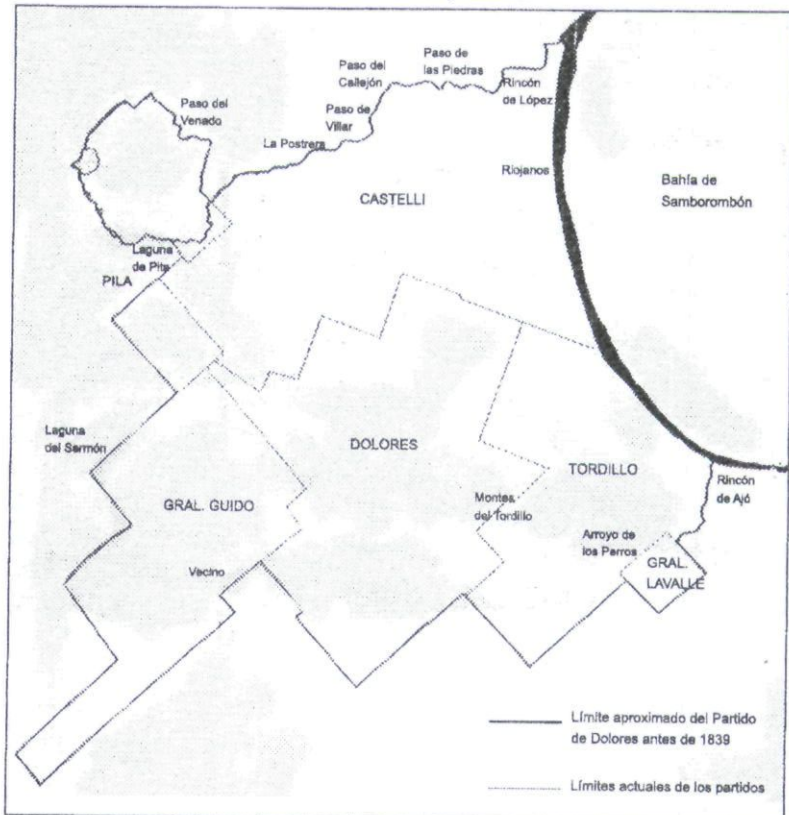 Paso de
las Piedras
Paso del
Callejón
Rincón
de López
Paso del
Venado
Paso de
Villar
La Postrera
Riojanos
Bahía de
Samborombón
CASTELLI
Laguna
de Pila
PILA
Laguna
del Sermón
DOLORES
TORDILLO
Rincón
de Ajó
GRAL. GUIDO
Montes
del Tordillo
Arroyo de
los Perros
GRAL.
LAVALLE
Vecino
Límite aproximado del Partido
de Dolores antes de 1839
Límites actuales de los partidos